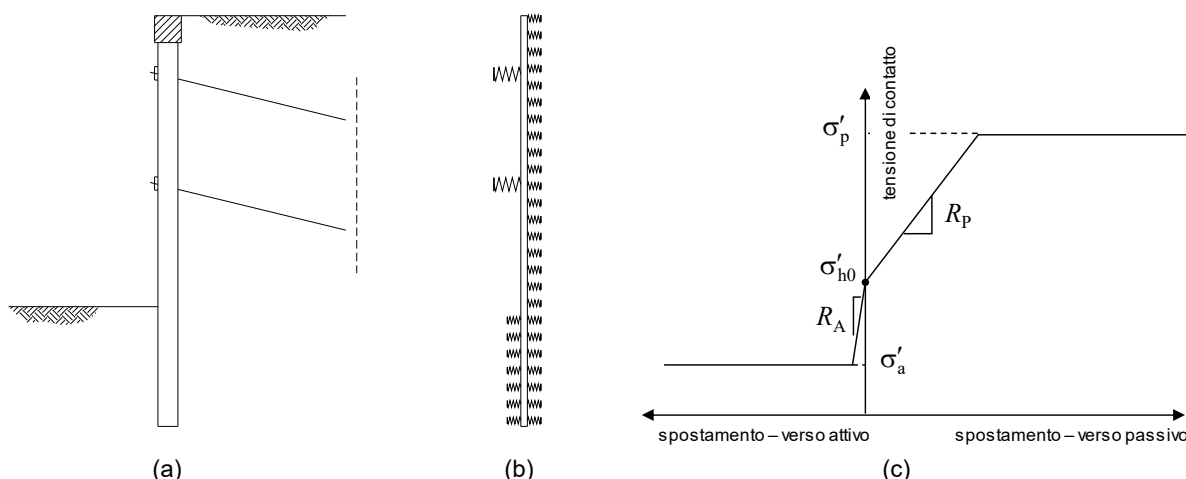 tensione di contatto
σ′p
RP
σ′h0
RA
σ′a
spostamento – verso attivo
spostamento – verso passivo
(a)
(b)
(c)